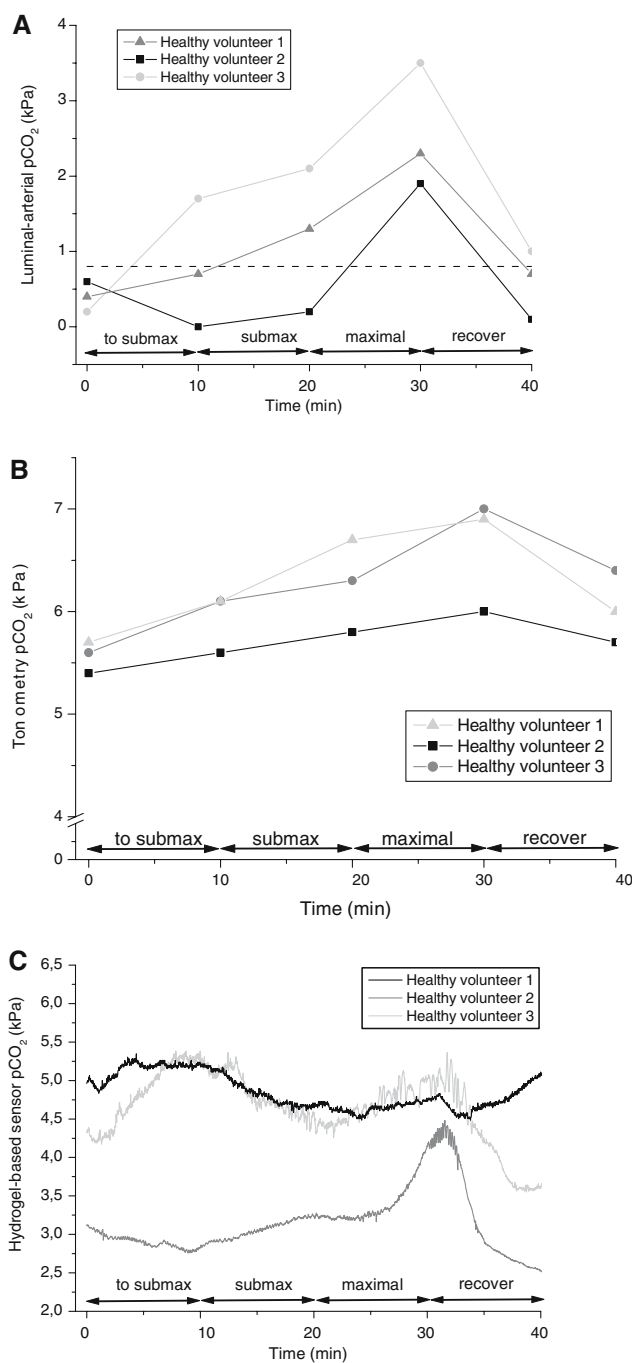 A
Luminal-arterial pCO₂ (kPa)
4
3
2
1
0
Healthy volunteer 1
Healthy volunteer 2
Healthy volunteer 3
to submax
submax
maximal
recover
0
10
20
30
40
Time (min)
B
Ton ometry pCO₂ (k Pa)
7
6
5
4
0
Healthy volunteer 1
Healthy volunteer 2
Healthy volunteer 3
to submax
submax
maximal
recover
0
10
20
30
40
Time (min)
C
Hydrogel-based sensor pCO₂ (kPa)
6,5
6,0
5,5
5,0
4,5
4,0
3,5
3,0
2,5
2,0
Healthy volunteer 1
Healthy volunteer 2
Healthy volunteer 3
to submax
submax
maximal
recover
0
10
20
30
40
Time (min)